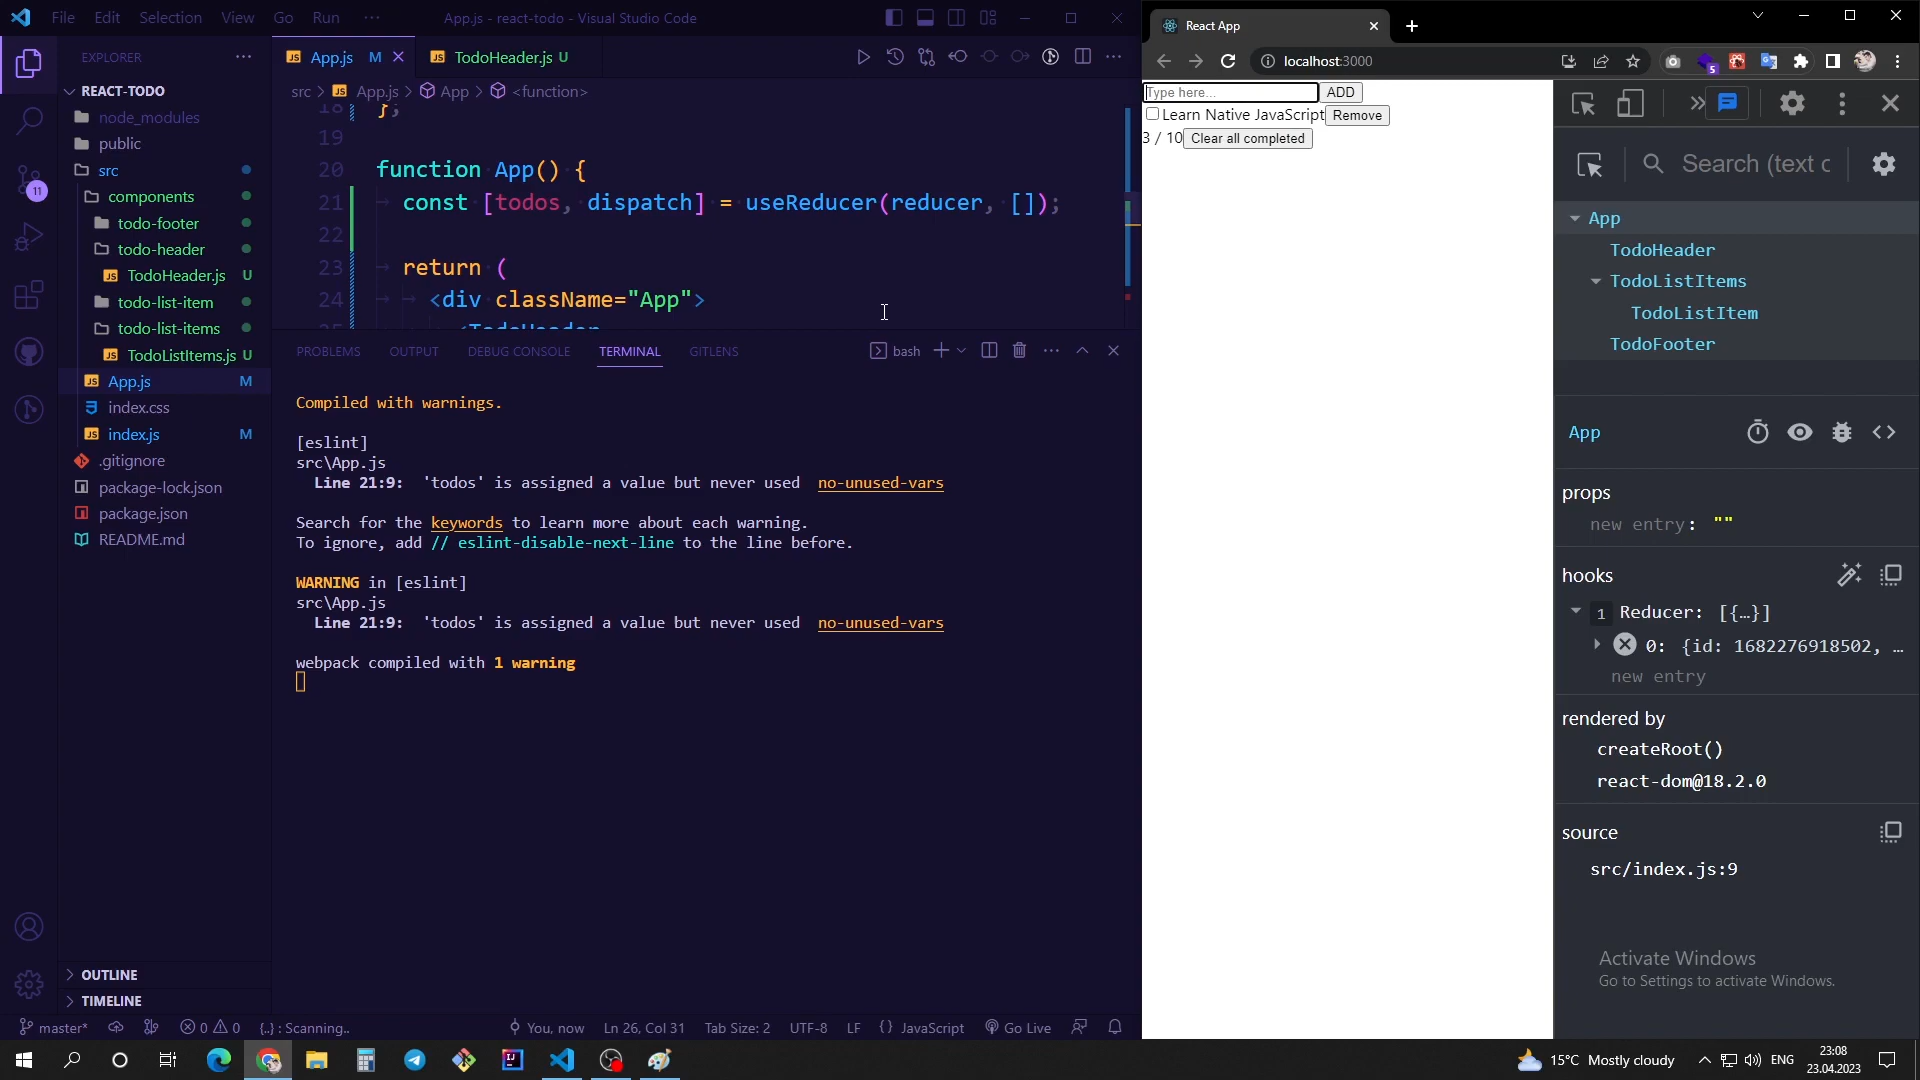 File Edit Selection View Go Run ··· App.js - react-todo - Visual Studio Code
EXPLORER ···
REACT-TODO
node_modules
public
src
components
todo-footer
todo-header
TodoHeader.js U
todo-list-item
todo-list-items
TodoListItems.js U
App.js M
index.css
index.js M
.gitignore
package-lock.json
package.json
README.md
OUTLINE
TIMELINE
11
App.js M
TodoHeader.js U
src > App.js > App > <function>
18 };
19
20 function App() {
21 const [todos, dispatch] = useReducer(reducer, []);
22
23 return (
24 <div className="App">
25 <TodoHeader
PROBLEMS OUTPUT DEBUG CONSOLE TERMINAL GITLENS bash
Compiled with warnings.
[eslint]
src\App.js
Line 21:9: 'todos' is assigned a value but never used no-unused-vars
Search for the keywords to learn more about each warning.
To ignore, add // eslint-disable-next-line to the line before.
WARNING in [eslint]
src\App.js
Line 21:9: 'todos' is assigned a value but never used no-unused-vars
webpack compiled with 1 warning
master* 0 0 {..} : Scanning.. You, now Ln 26, Col 31 Tab Size: 2 UTF-8 LF {} JavaScript Go Live
React App
localhost:3000
5
Type here... ADD
Learn Native JavaScript Remove
3 / 10 Clear all completed
Search (text c
App
TodoHeader
TodoListItems
TodoListItem
TodoFooter
App
props
new entry: ""
hooks
1 Reducer: [{…}]
0: {id: 1682276918502, …
new entry
rendered by
createRoot()
react-dom@18.2.0
source
src/index.js:9
Activate Windows
Go to Settings to activate Windows.
15°C Mostly cloudy ENG 23:08
23.04.2023